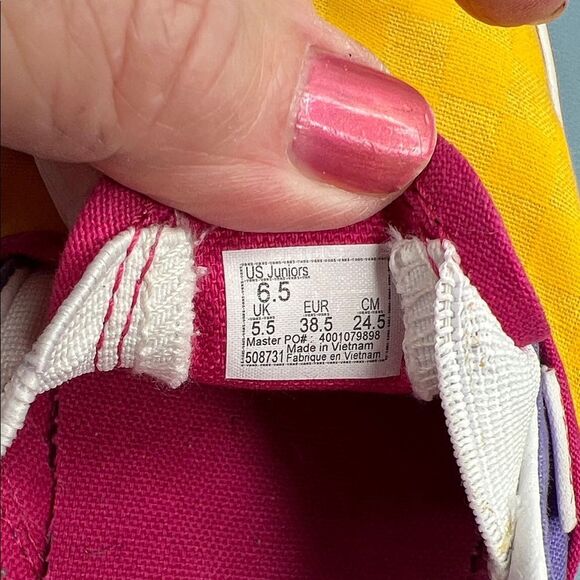 US Juniors
6.5
UK EUR CM
5.5 38.5 24.5
Master PO# : 4001079898
Made in Vietnam
508731 Fabrique en Vietnam